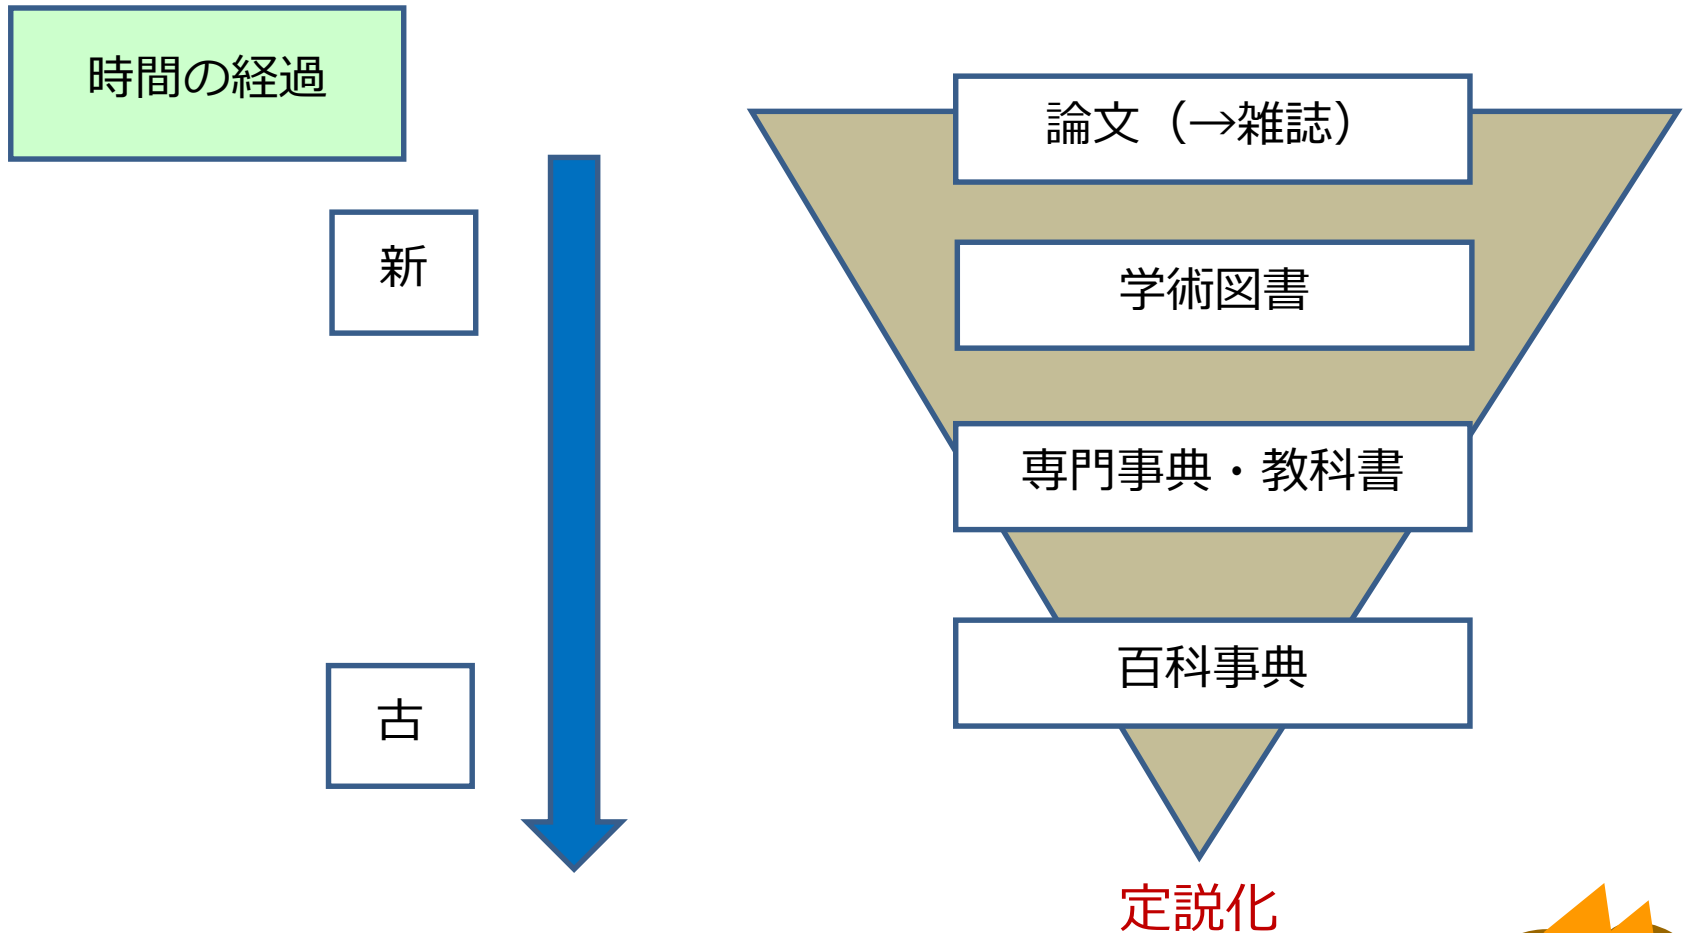 時間の経過
論文（→雑誌）
新
学術図書
専門事典・教科書
百科事典
古
定説化